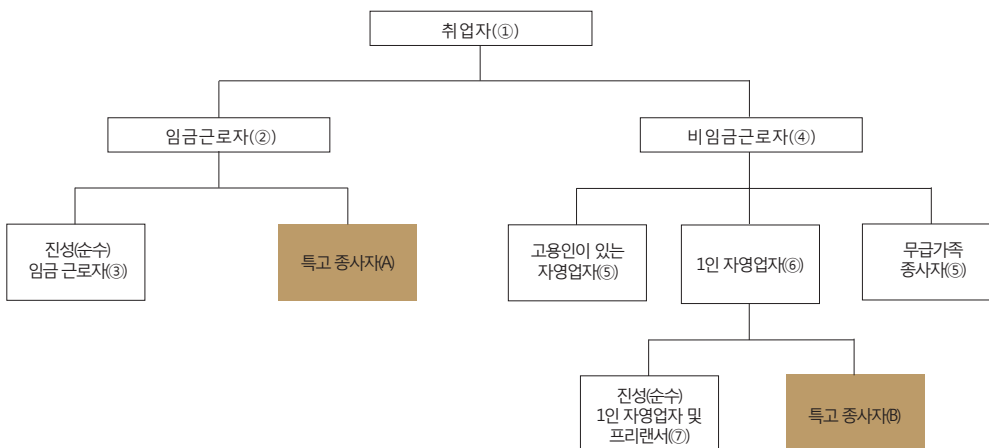 취업자(①)
임금근로자(②)
비임금근로자(④)
진성(순수)
임금 근로자(③)
특고 종사자(A)
고용인이 있는
자영업자(⑤)
1인 자영업자(⑥)
무급가족
종사자(⑤)
진성(순수)
1인 자영업자 및
프리랜서(⑦)
특고 종사자(B)